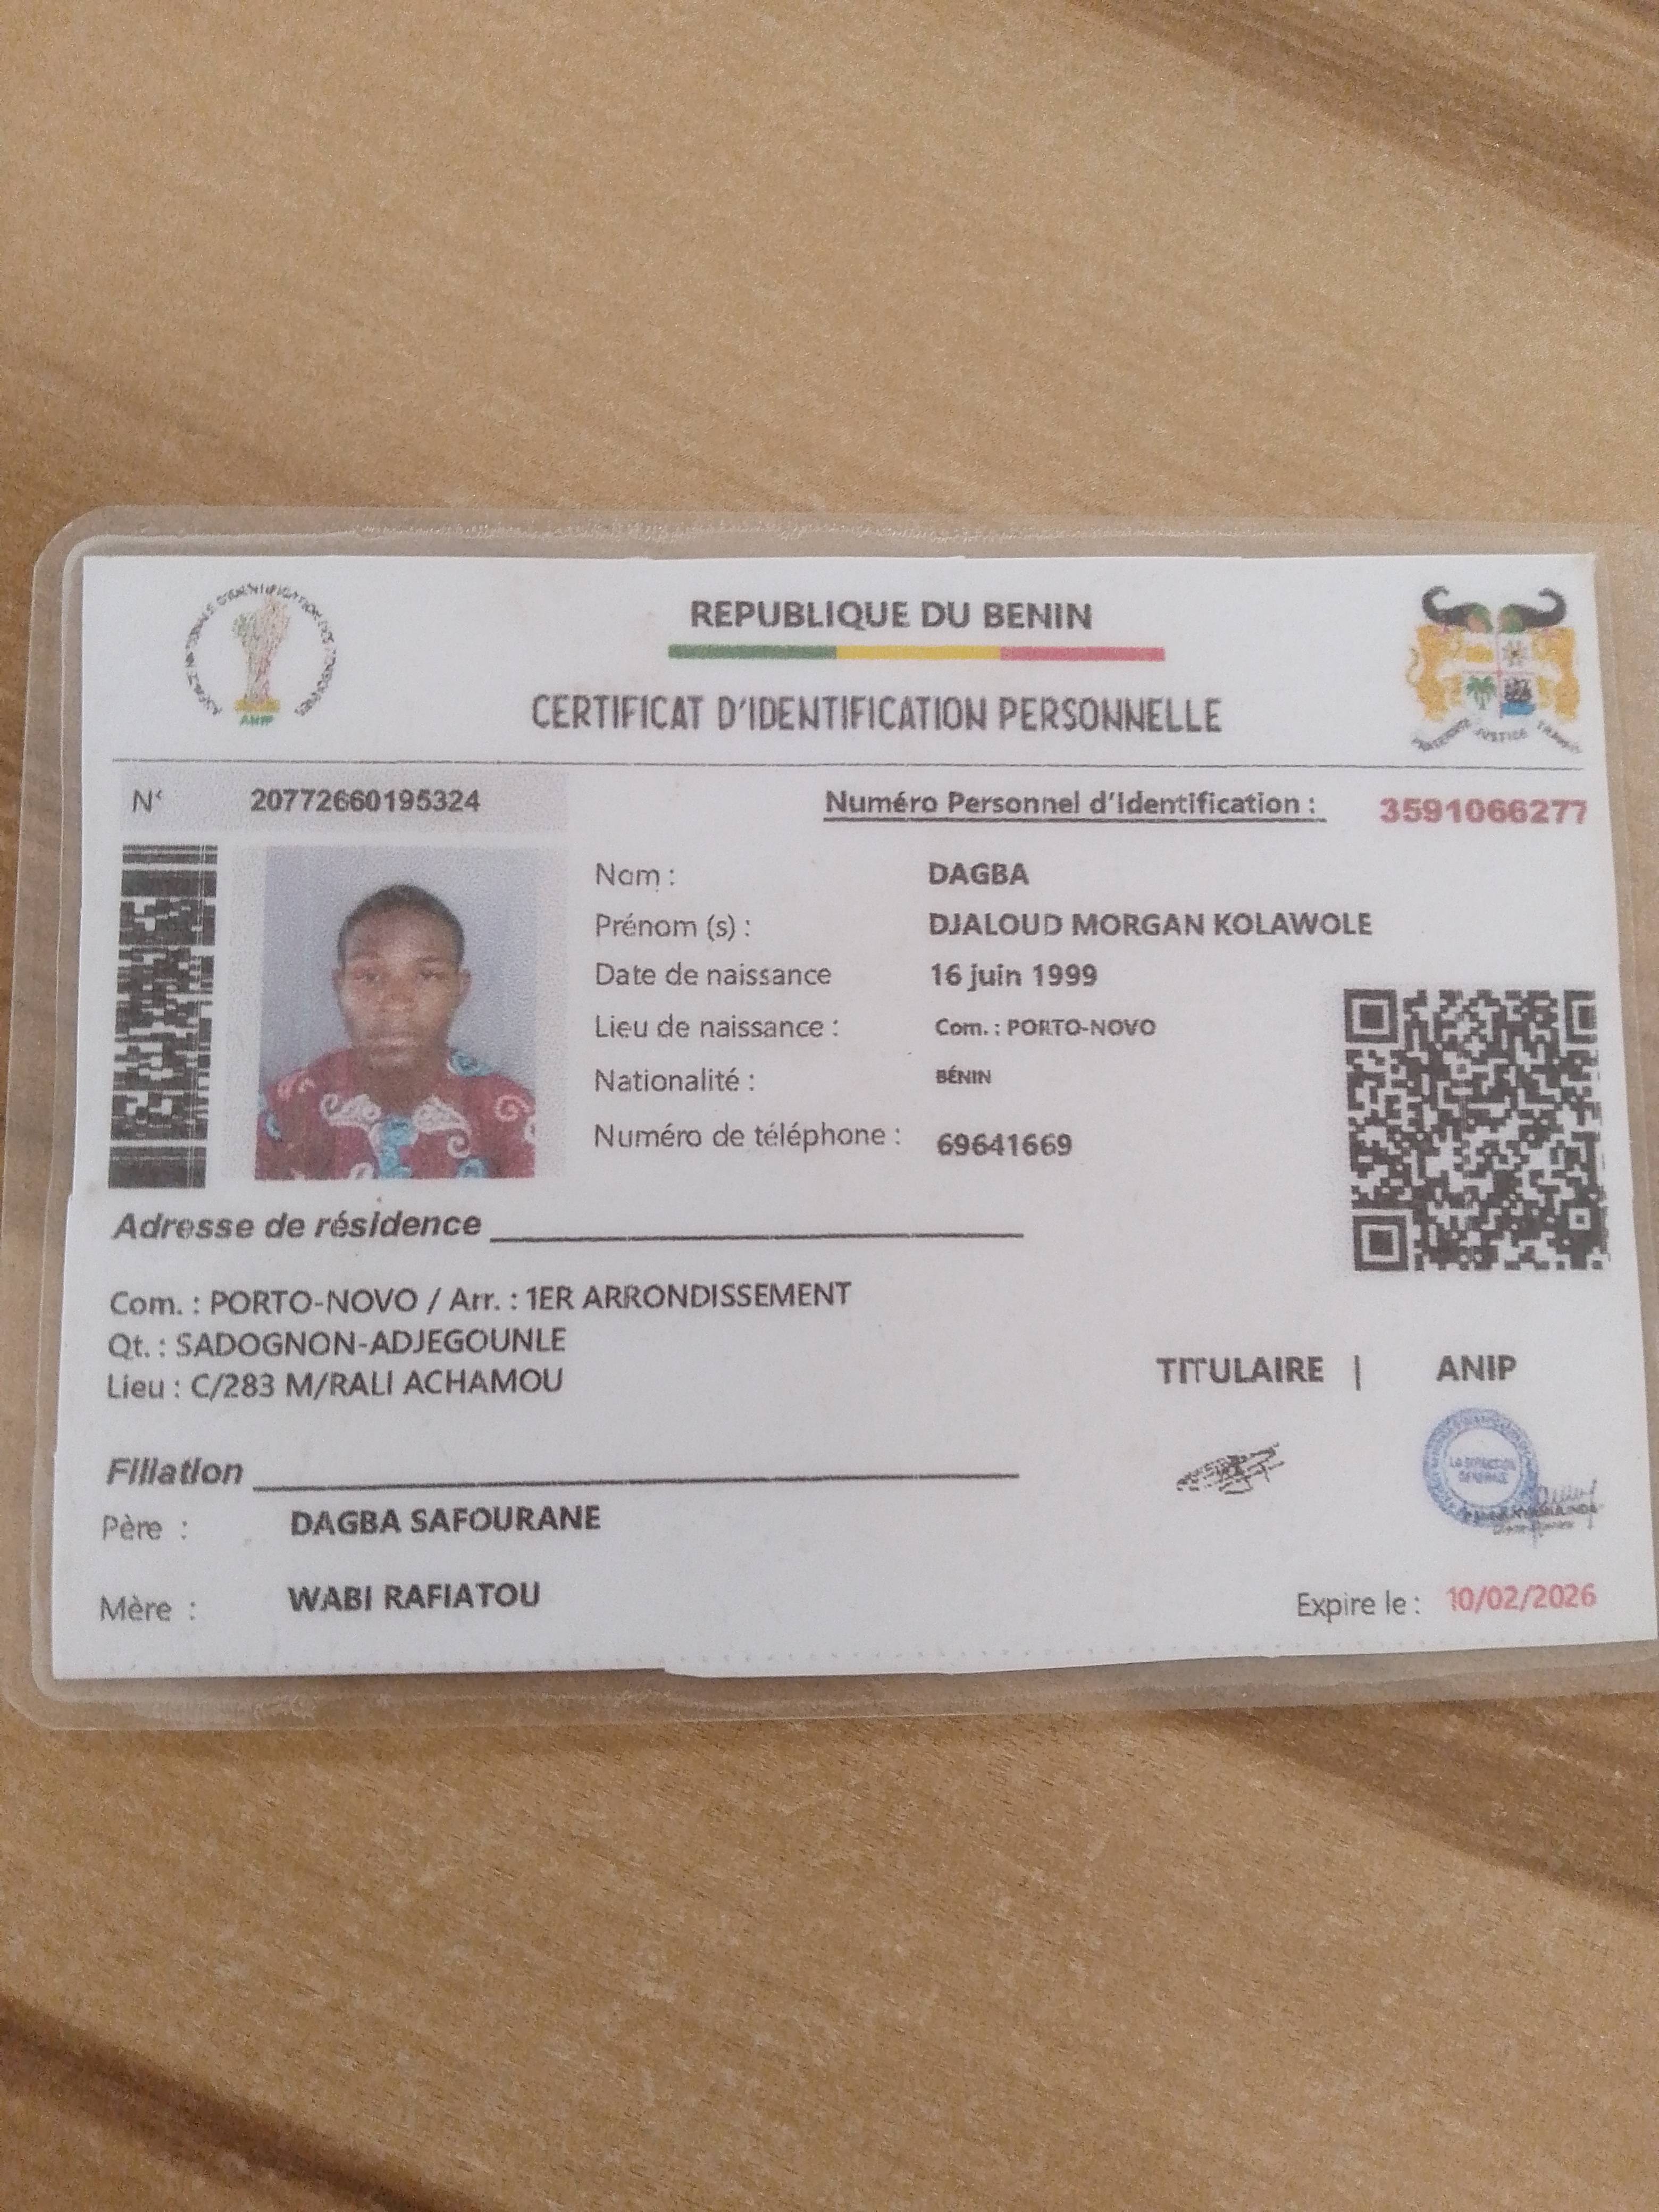 REPUBLIQUE DU BENIN
CERTIFICAT D'IDENTIFICATION PERSONNELLE
ANIP
JUSTICE TRAVAIL
N° 20772660195324
Numéro Personnel d'Identification : 3591066277
Nom : DAGBA
Prénom (s) : DJALOUD MORGAN KOLAWOLE
Date de naissance 16 juin 1999
Lieu de naissance : Com. : PORTO-NOVO
Nationalité : BÉNIN
Numéro de téléphone : 69641669
Adresse de résidence
Com. : PORTO-NOVO / Arr. : 1ER ARRONDISSEMENT
Qt. : SADOGNON-ADJEGOUNLE
Lieu : C/283 M/RALI ACHAMOU
TITULAIRE | ANIP
LA DIRECTION
GENERALE
Filiation
Père : DAGBA SAFOURANE
Mère : WABI RAFIATOU
Expire le : 10/02/2026